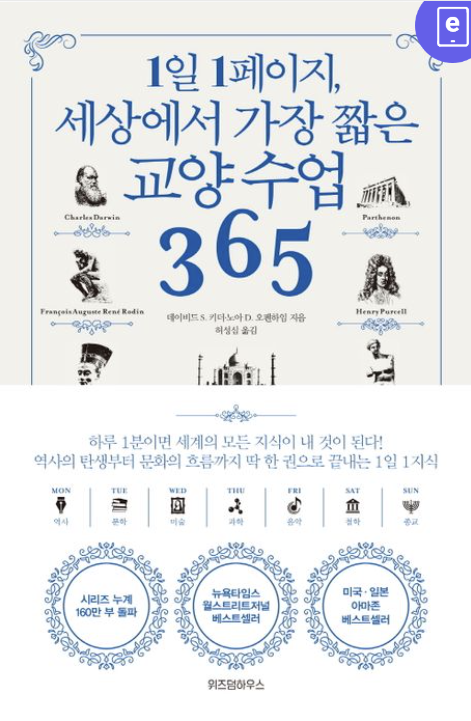 e
1일 1페이지,
세상에서 가장 짧은
교양 수업
365
Charles Darwin
Parthenon
François Auguste René Rodin
Henry Purcell
데이비드 S. 키더·노아 D. 오펜하임 지음
허성심 옮김
하루 1분이면 세계의 모든 지식이 내 것이 된다!
역사의 탄생부터 문화의 흐름까지 딱 한 권으로 끝내는 1일 1지식
MON TUE WED THU FRI SAT SUN
역사 문학 미술 과학 음악 철학 종교
시리즈 누계
160만 부 돌파
뉴욕타임스
월스트리트저널
베스트셀러
미국·일본
아마존
베스트셀러
위즈덤하우스